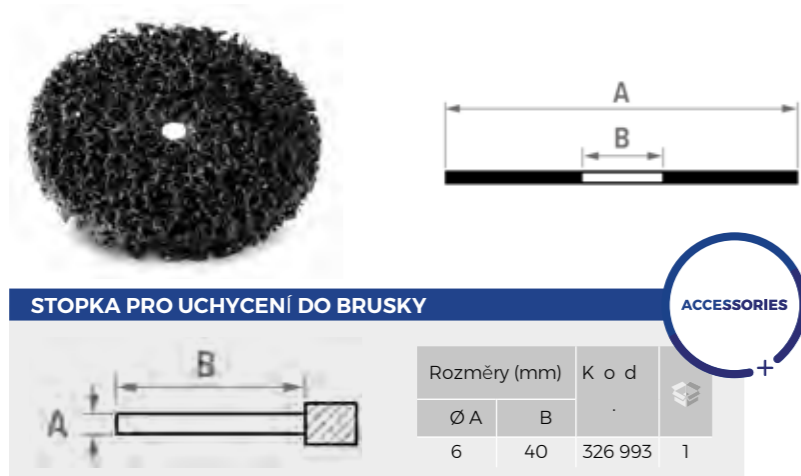 A
B
STOPKA PRO UCHYCENÍ DO BRUSKY
ACCESSORIES
+
B
A
Rozměry (mm) K o d .
Ø A B
6 40 326 993 1